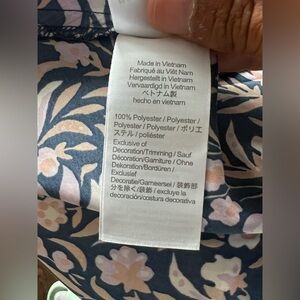 Made in Vietnam
Fabriqué au Viêt Nam
Hergestellt in Vietnam
Vervaardigd in Vietnam
ベトナム製
hecho en vietnam
100% Polyester / Polyester /
Polyester / Polyester / ポリエ
ステル / poliéster
Exclusive of
Decoration/Trimming / Sauf
Décoration/Garniture / Ohne
Dekoration/Bordüren /
Exclusief
Decoratie/Garneersel / 装飾部
分を除く/ excluye la
decoración/costura decorativa